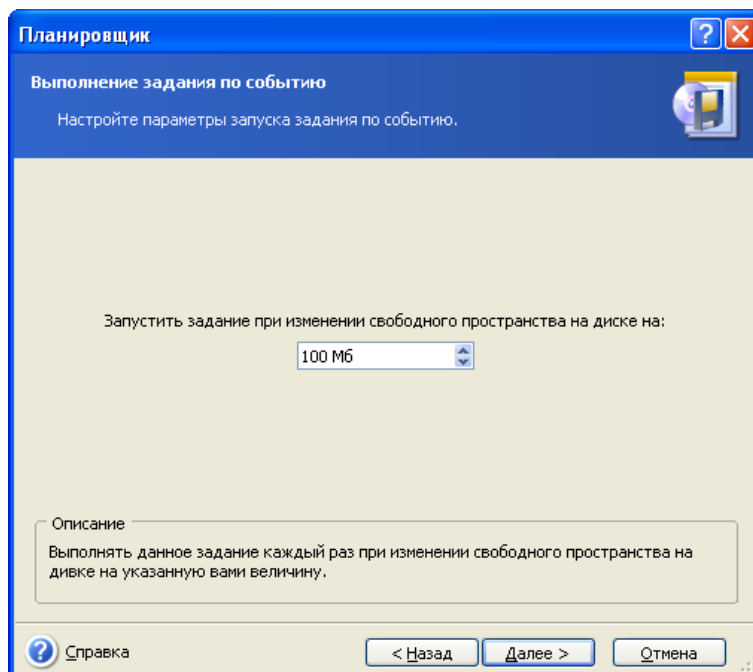 Планировщик
Выполнение задания по событию
Настройте параметры запуска задания по событию.
Запустить задание при изменении свободного пространства на диске на:
100 Мб
Описание
Выполнять данное задание каждый раз при изменении свободного пространства на
дивке на указанную вами величину.
Справка
< Назад
Далее >
Отмена